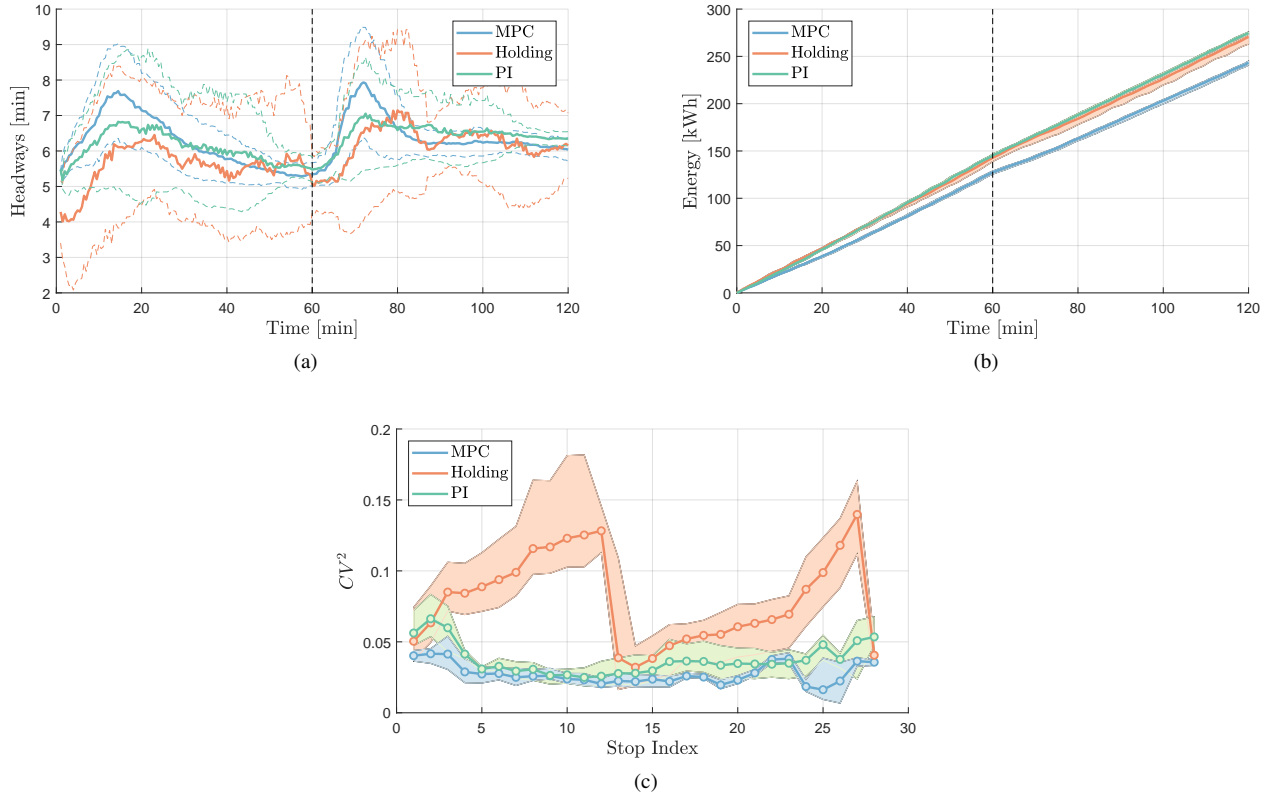 10
9
8
7
6
5
4
3
2
0
20
40
60
80
100
120
Headways [min]
Time [min]
MPC
Holding
PI
(a)
300
250
200
150
100
50
0
0
20
40
60
80
100
120
Energy [kWh]
Time [min]
MPC
Holding
PI
(b)
0.2
0.15
0.1
0.05
0
0
5
10
15
20
25
30
CV²
Stop Index
MPC
Holding
PI
(c)